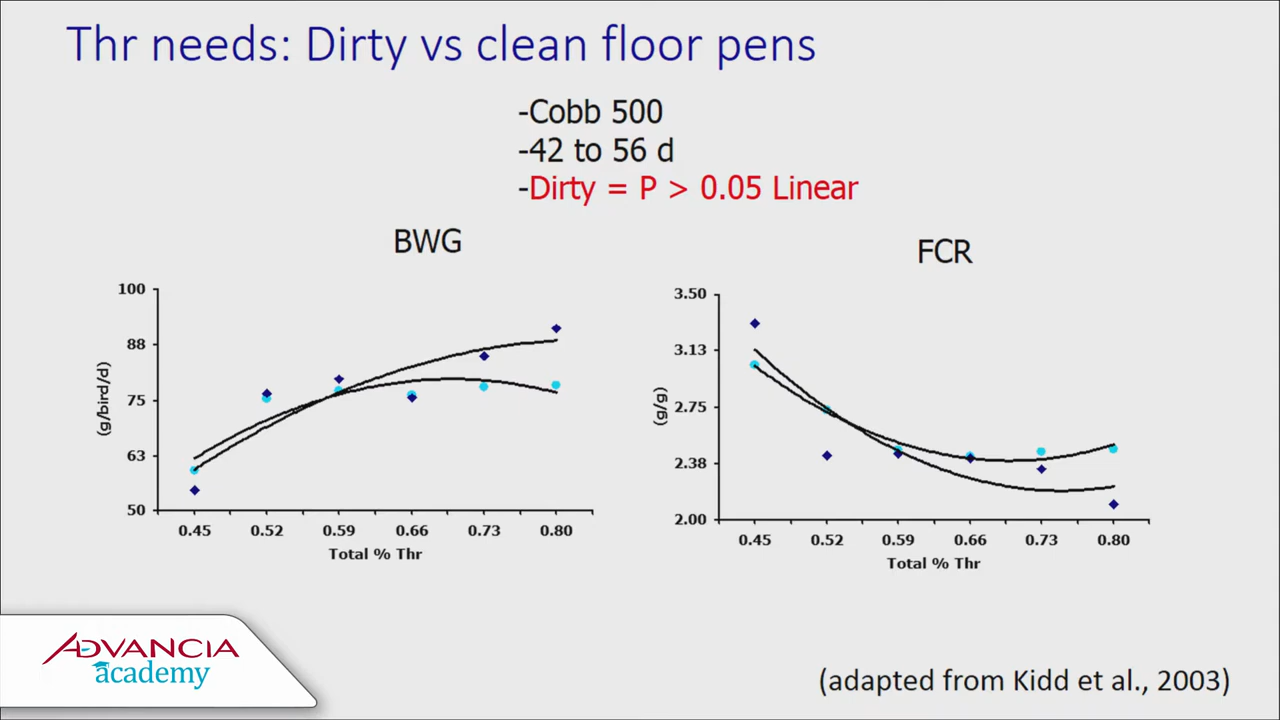 Thr needs: Dirty vs clean floor pens
-Cobb 500
-42 to 56 d
-Dirty = P > 0.05 Linear
BWG
100
88
75
63
50
(g/bird/d)
0.45 0.52 0.59 0.66 0.73 0.80
Total % Thr
FCR
3.50
3.13
2.75
2.38
2.00
(g/g)
0.45 0.52 0.59 0.66 0.73 0.80
Total % Thr
ADVANCIA
academy
(adapted from Kidd et al., 2003)